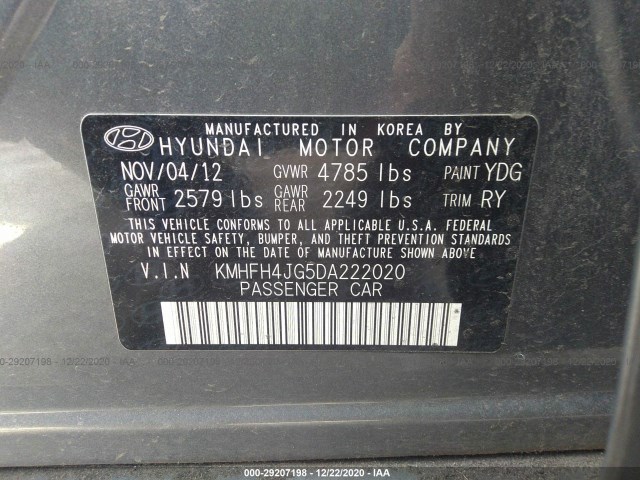 MANUFACTURED IN KOREA BY
HYUNDAI MOTOR COMPANY
NOV/04/12 GVWR 4785 lbs PAINT YDG
GAWR FRONT 2579 lbs GAWR REAR 2249 lbs TRIM RY
THIS VEHICLE CONFORMS TO ALL APPLICABLE U.S.A. FEDERAL
MOTOR VEHICLE SAFETY, BUMPER, AND THEFT PREVENTION STANDARDS
IN EFFECT ON THE DATE OF MANUFACTURE SHOWN ABOVE
V.I.N KMHFH4JG5DA222020
PASSENGER CAR
000-29207198 - 12/22/2020 - IAA